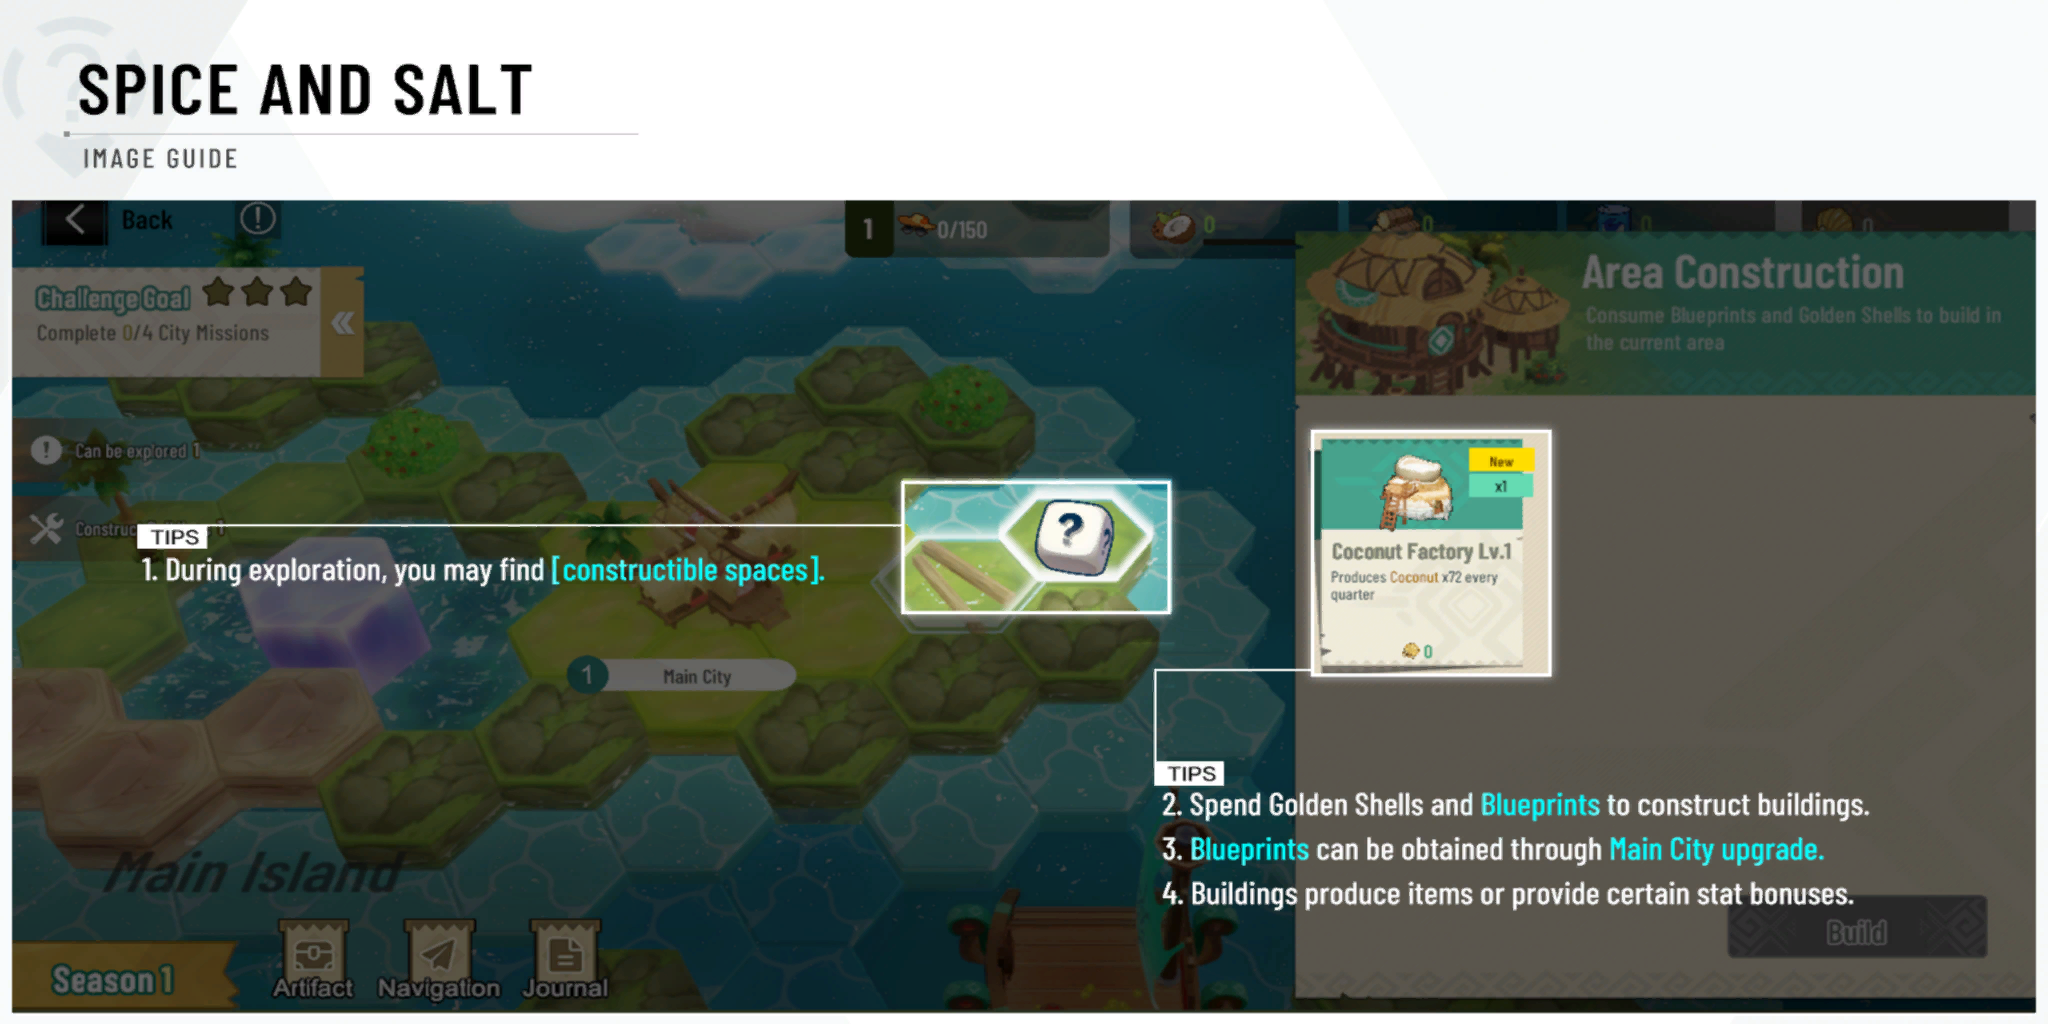 SPICE AND SALT
IMAGE GUIDE
Back
1
0/150
0
0
0
0
Challenge Goal
Complete 0/4 City Missions
Area Construction
Consume Blueprints and Golden Shells to build in
the current area
Can be explored 1
Construc
1
TIPS
1. During exploration, you may find [constructible spaces].
?
New
x1
Coconut Factory Lv.1
Produces Coconut x72 every
quarter
0
1
Main City
TIPS
2. Spend Golden Shells and Blueprints to construct buildings.
3. Blueprints can be obtained through Main City upgrade.
4. Buildings produce items or provide certain stat bonuses.
Main Island
Build
Season 1
Artifact
Navigation
Journal